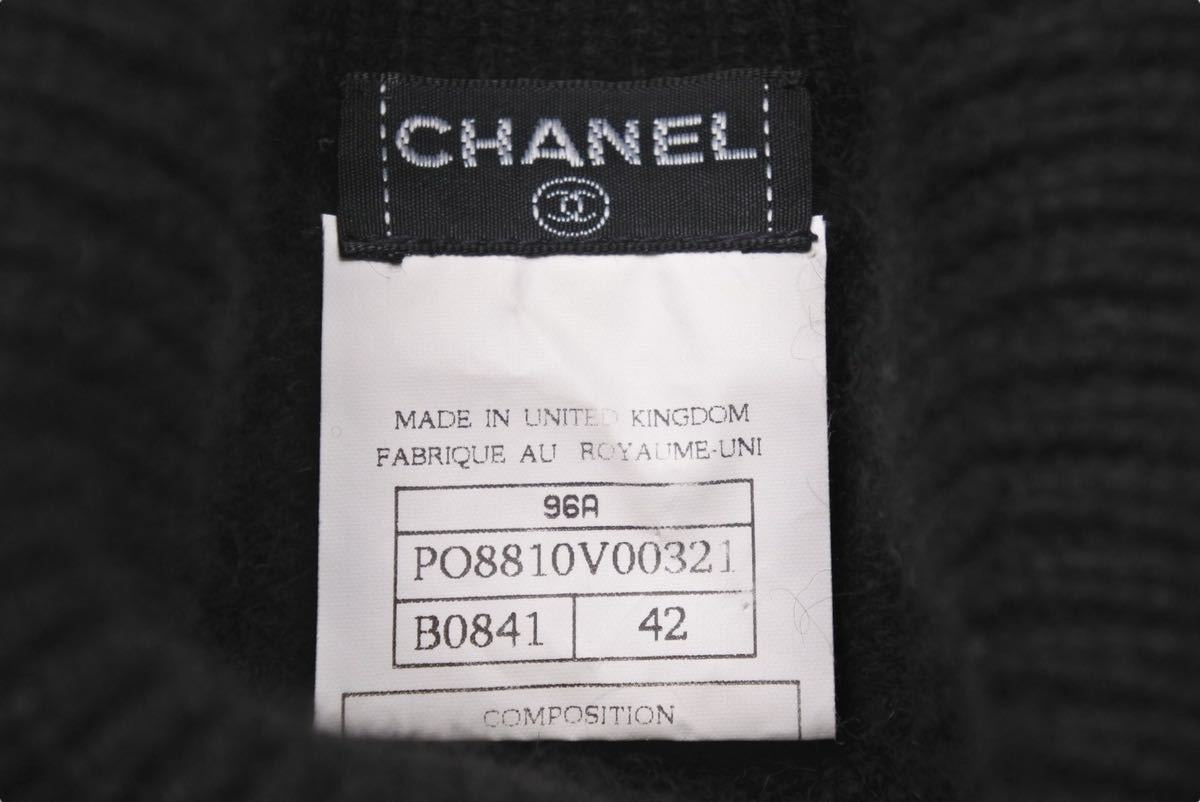 CHANEL
MADE IN UNITED KINGDOM
FABRIQUE AU ROYAUME-UNI
96A
PO8810V00321
B0841 42
COMPOSITION